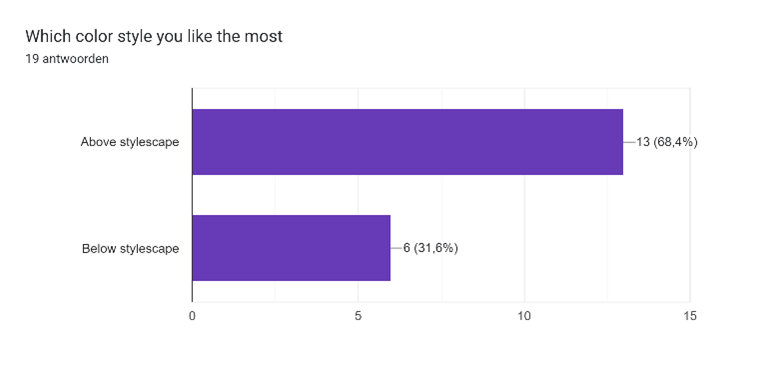 Which color style you like the most
19 antwoorden
Above stylescape
13 (68,4%)
Below stylescape
6 (31,6%)
0 5 10 15